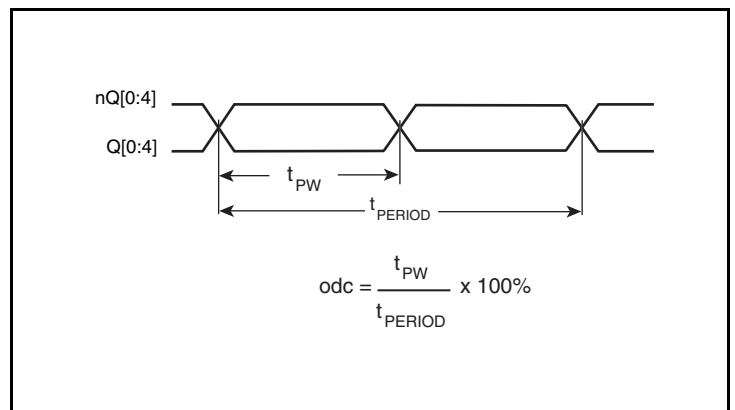 nQ[0:4]
Q[0:4]
tPW
tPERIOD
odc = tPW / tPERIOD x 100%